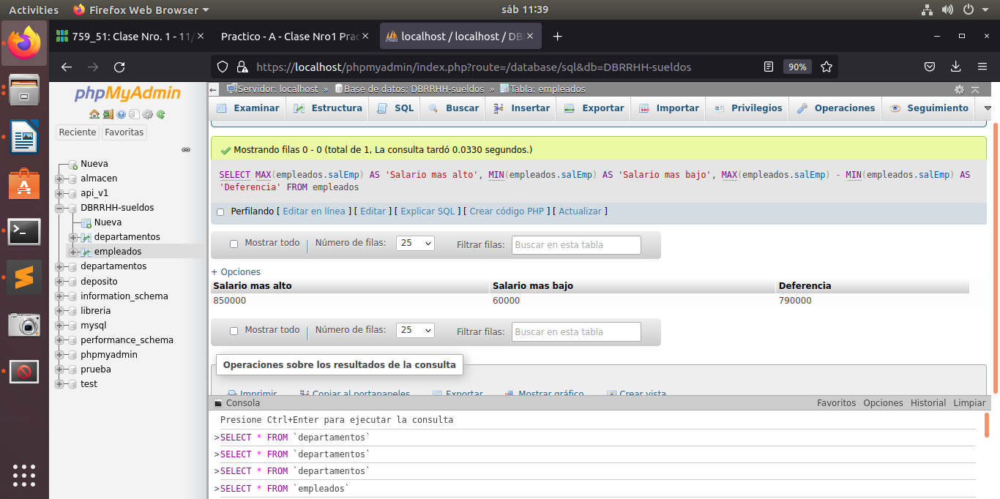 Activities Firefox Web Browser sáb 11:39
759_51: Clase Nro. 1 - 11/ Practico - A - Clase Nro1 Prac localhost / localhost / DB
https://localhost/phpmyadmin/index.php?route=/database/sql&db=DBRRHH-sueldos 90%
phpMyAdmin
Reciente Favoritas
Nueva
almacen
api_v1
DBRRHH-sueldos
Nueva
departamentos
empleados
departamentos
deposito
information_schema
libreria
mysql
performance_schema
phpmyadmin
prueba
test
Servidor: localhost » Base de datos: DBRRHH-sueldos » Tabla: empleados
Examinar Estructura SQL Buscar Insertar Exportar Importar Privilegios Operaciones Seguimiento
Mostrando filas 0 - 0 (total de 1, La consulta tardó 0.0330 segundos.)
SELECT MAX(empleados.salEmp) AS 'Salario mas alto', MIN(empleados.salEmp) AS 'Salario mas bajo', MAX(empleados.salEmp) - MIN(empleados.salEmp) AS
'Deferencia' FROM empleados
Perfilando [ Editar en línea ] [ Editar ] [ Explicar SQL ] [ Crear código PHP ] [ Actualizar ]
Mostrar todo Número de filas: 25 Filtrar filas: Buscar en esta tabla
+ Opciones
Salario mas alto Salario mas bajo Deferencia
850000 60000 790000
Mostrar todo Número de filas: 25 Filtrar filas: Buscar en esta tabla
Operaciones sobre los resultados de la consulta
Imprimir Copiar al portapapeles Exportar Mostrar gráfico Crear vista
Consola Favoritos Opciones Historial Limpiar
Presione Ctrl+Enter para ejecutar la consulta
>SELECT * FROM `departamentos`
>SELECT * FROM `departamentos`
>SELECT * FROM `departamentos`
>SELECT * FROM `empleados`